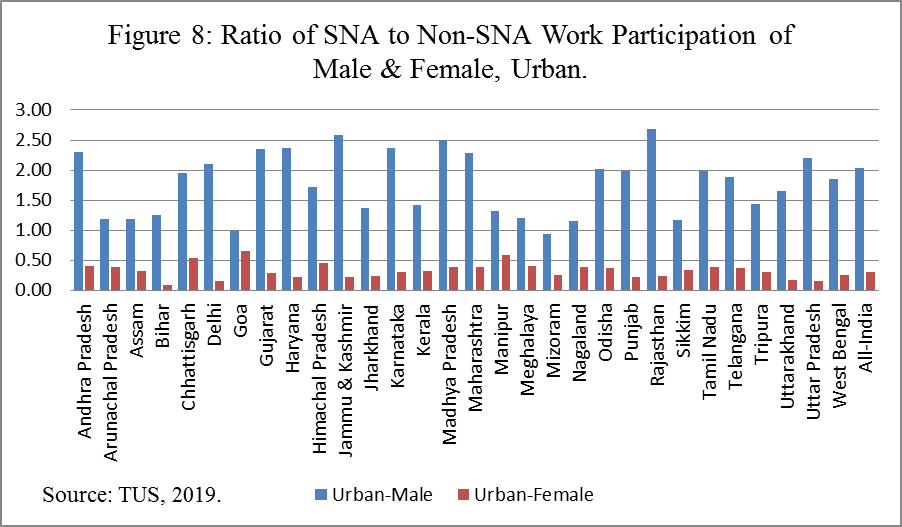 Figure 8: Ratio of SNA to Non-SNA Work Participation of
Male & Female, Urban.
3.00
2.50
2.00
1.50
1.00
0.50
0.00
Andhra Pradesh
Arunachal Pradesh
Assam
Bihar
Chhattisgarh
Delhi
Goa
Gujarat
Haryana
Himachal Pradesh
Jammu & Kashmir
Jharkhand
Karnataka
Kerala
Madhya Pradesh
Maharashtra
Manipur
Meghalaya
Mizoram
Nagaland
Odisha
Punjab
Rajasthan
Sikkim
Tamil Nadu
Telangana
Tripura
Uttarakhand
Uttar Pradesh
West Bengal
All-India
Source: TUS, 2019.
Urban-Male
Urban-Female